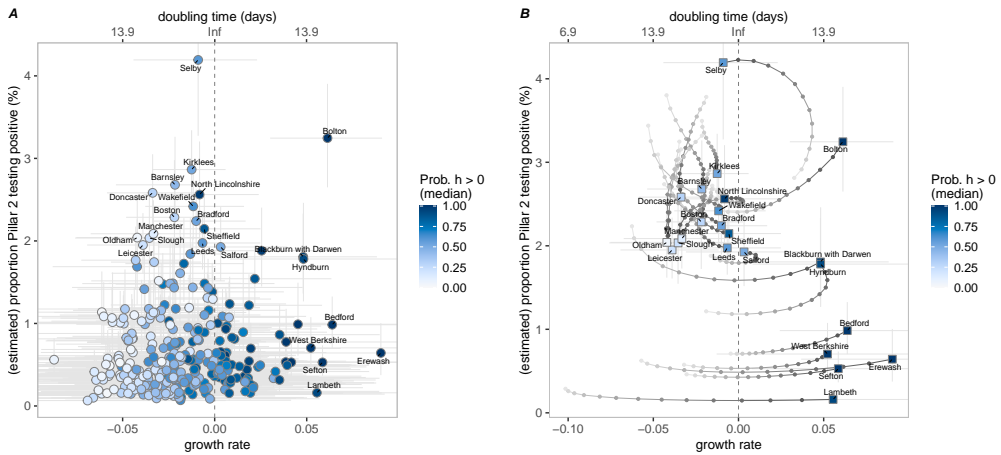 A
doubling time (days)
13.9
Inf
13.9
(estimated) proportion Pillar 2 testing positive (%)
4
3
2
1
0
Selby
Bolton
Kirklees
Barnsley
North Lincolnshire
Doncaster
Wakefield
Boston
Bradford
Manchester
Sheffield
Oldham
Slough
Leicester
Leeds
Salford
Blackburn with Darwen
Hyndburn
Bedford
West Berkshire
Erewash
Sefton
Lambeth
−0.05
0.00
0.05
growth rate
Prob. h > 0
(median)
1.00
0.75
0.50
0.25
0.00
B
doubling time (days)
6.9
13.9
Inf
13.9
(estimated) proportion Pillar 2 testing positive (%)
4
3
2
1
0
Selby
Bolton
Kirklees
Barnsley
North Lincolnshire
Doncaster
Wakefield
Boston
Bradford
Manchester
Sheffield
Oldham
Slough
Leicester
Leeds
Salford
Blackburn with Darwen
Hyndburn
Bedford
West Berkshire
Erewash
Sefton
Lambeth
−0.10
−0.05
0.00
0.05
growth rate
Prob. h > 0
(median)
1.00
0.75
0.50
0.25
0.00